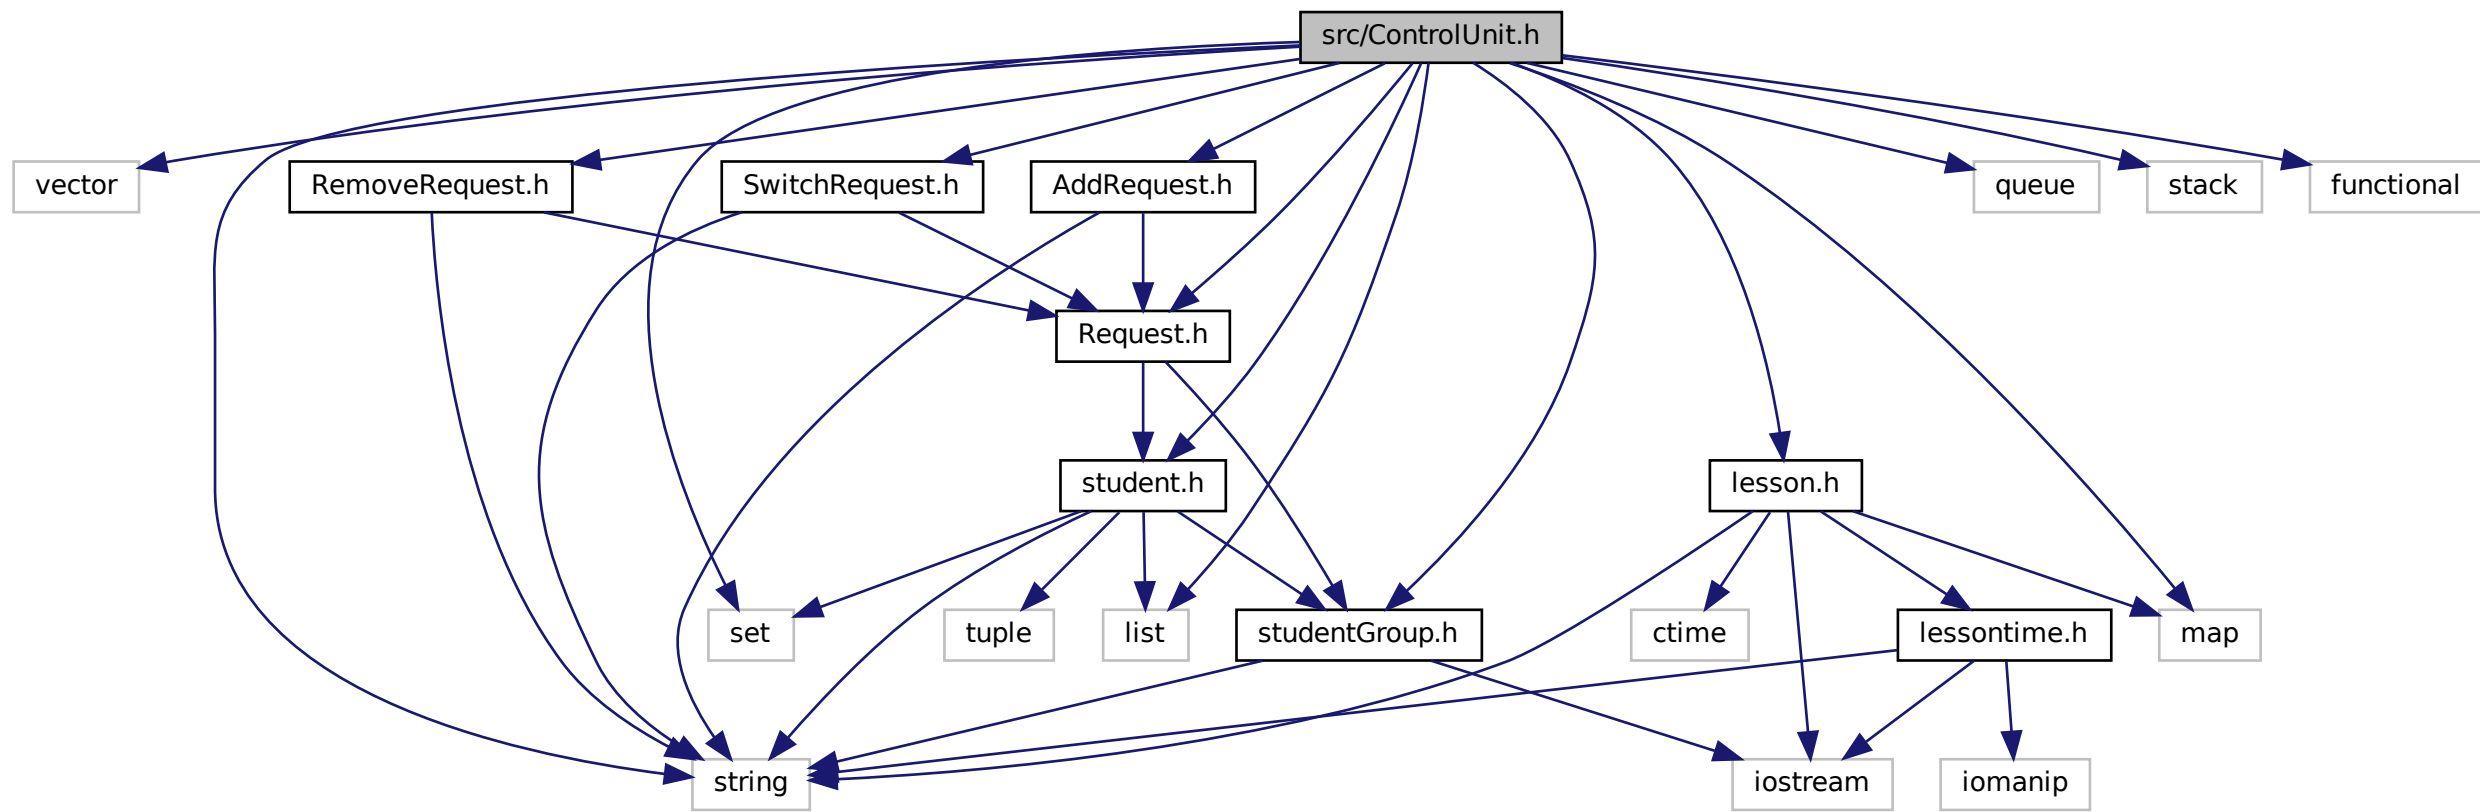 src/ControlUnit.h
vector
RemoveRequest.h
SwitchRequest.h
AddRequest.h
queue
stack
functional
Request.h
student.h
lesson.h
set
tuple
list
studentGroup.h
ctime
lessontime.h
map
string
iostream
iomanip